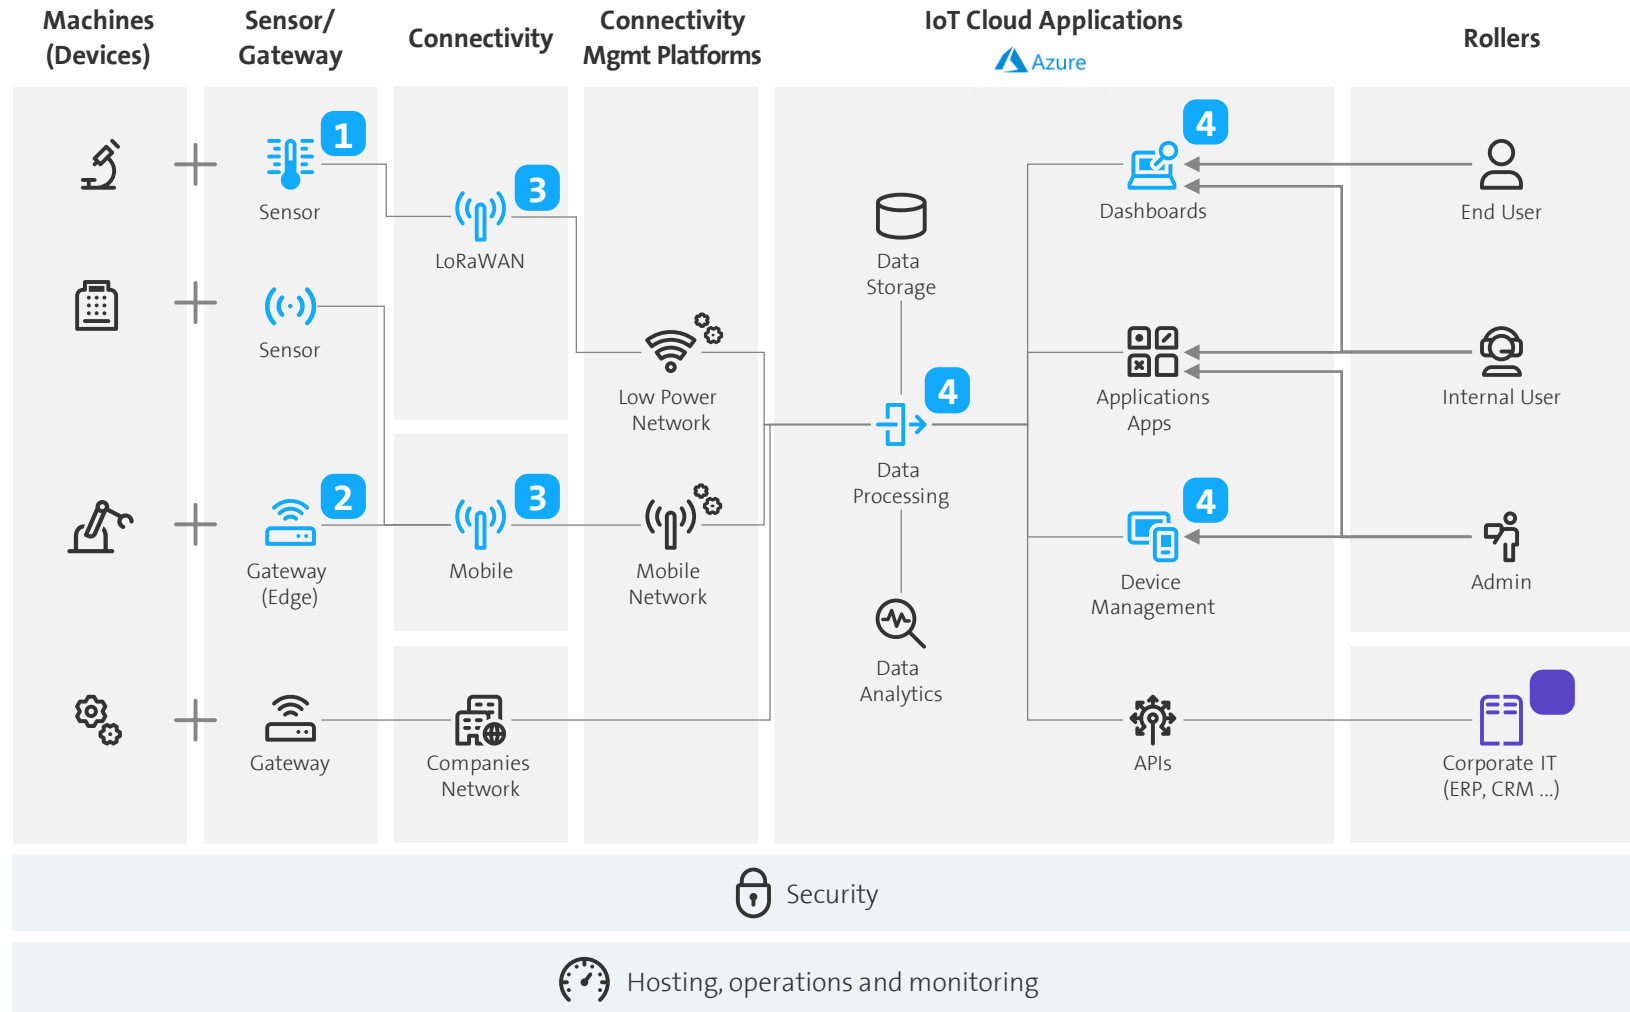 Machines
(Devices)
Sensor/
Gateway
Connectivity
Connectivity
Mgmt Platforms
IoT Cloud Applications
Azure
Rollers
1
Sensor
3
LoRaWAN
Sensor
2
Gateway
(Edge)
3
Mobile
Gateway
Companies
Network
Low Power
Network
Mobile
Network
Data
Storage
4
Data
Processing
Data
Analytics
4
Dashboards
Applications
Apps
4
Device
Management
APIs
End User
Internal User
Admin
Corporate IT
(ERP, CRM ...)
Security
Hosting, operations and monitoring